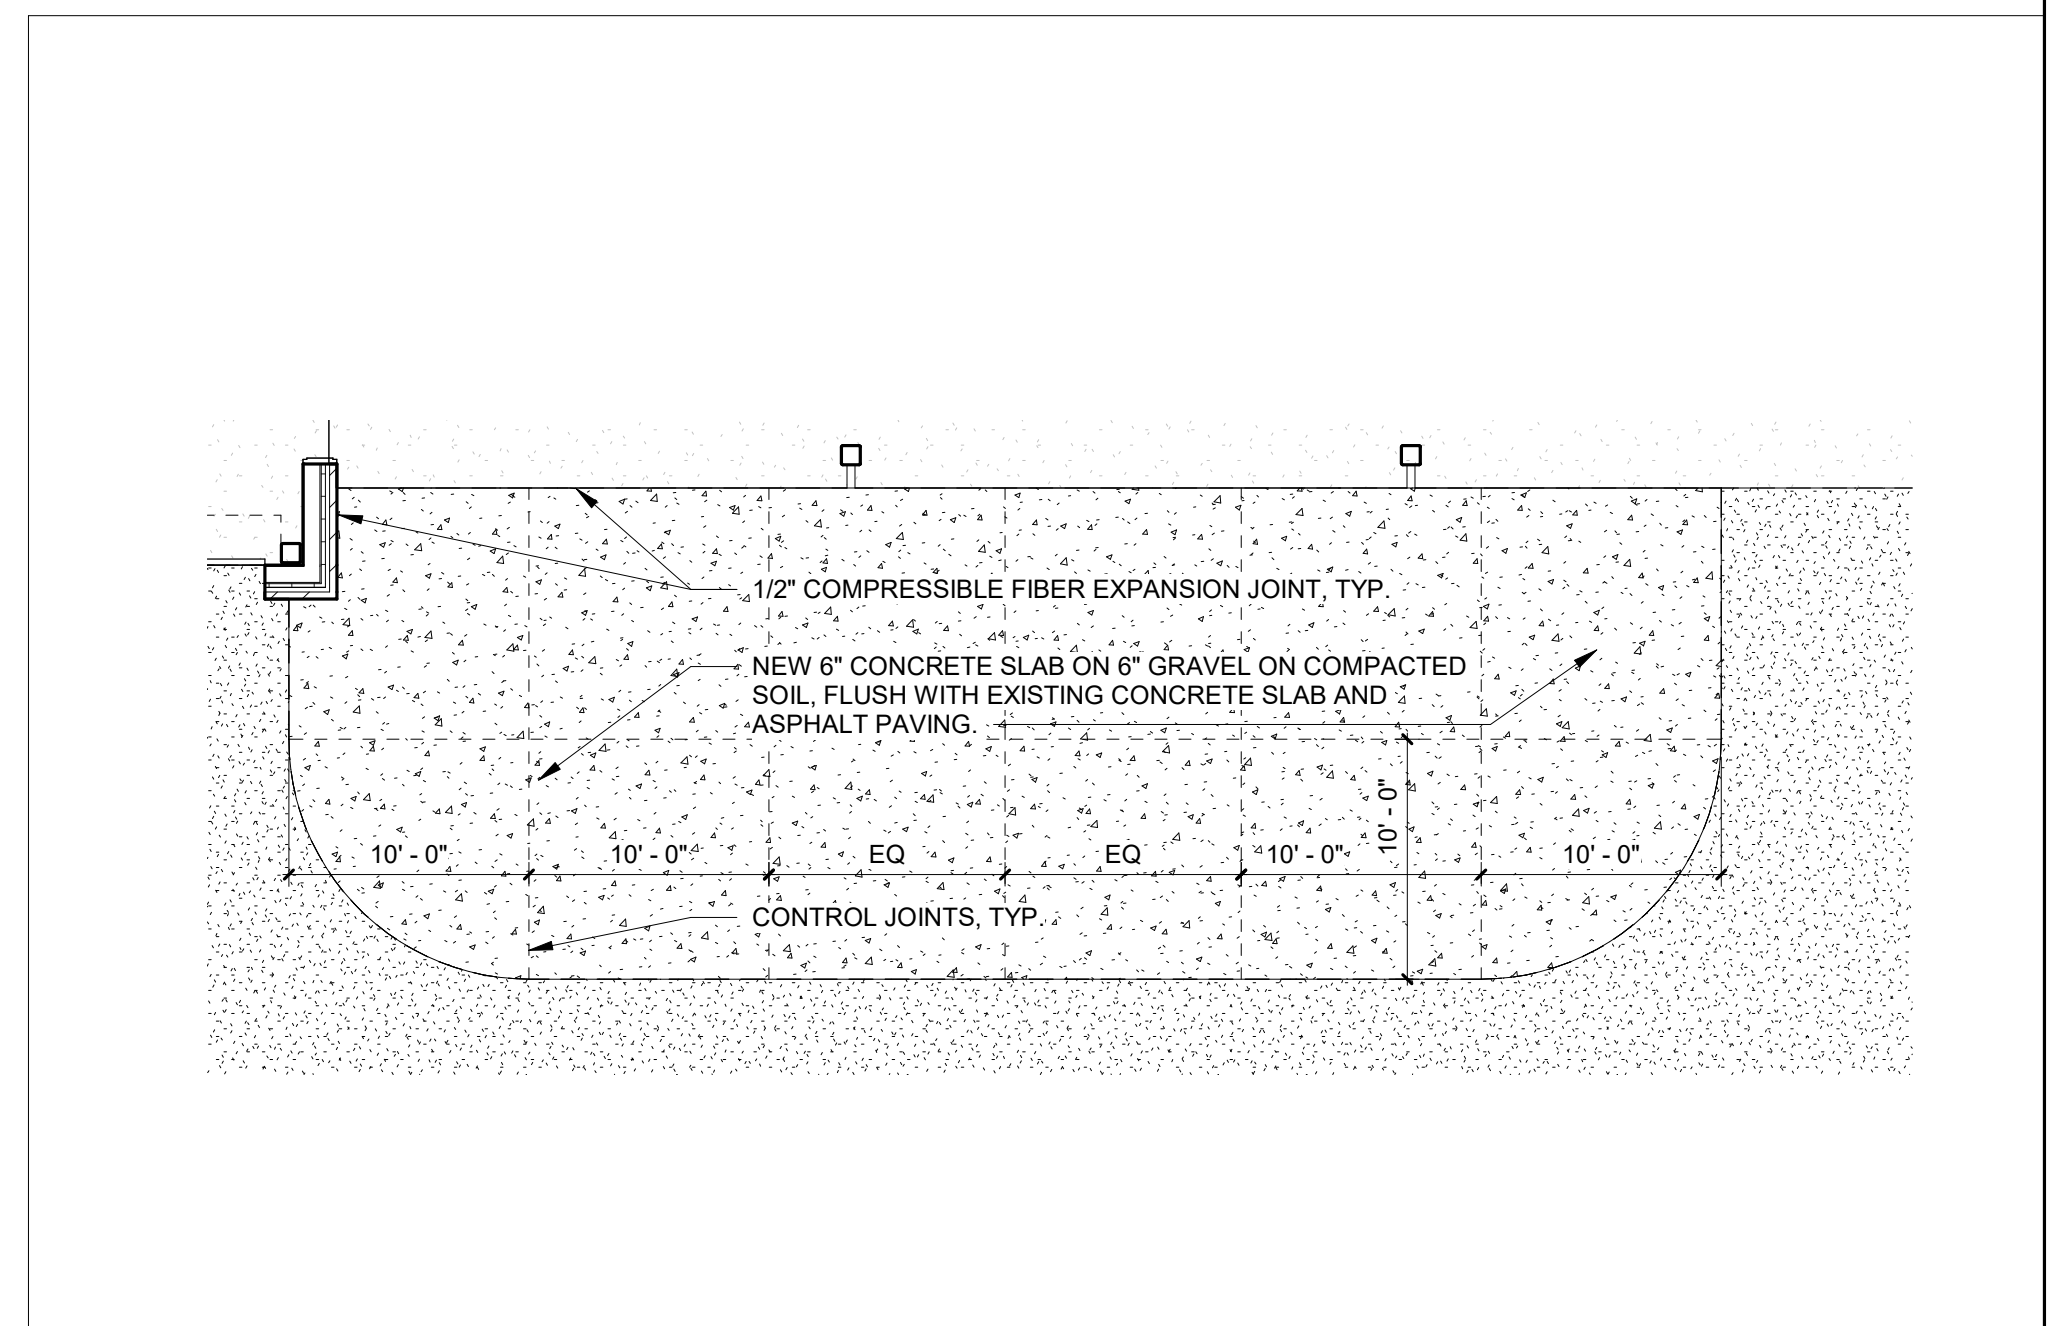 1/2" COMPRESSIBLE FIBER EXPANSION JOINT, TYP.
NEW 6" CONCRETE SLAB ON 6" GRAVEL ON COMPACTED
SOIL, FLUSH WITH EXISTING CONCRETE SLAB AND
ASPHALT PAVING.
10' - 0"
10' - 0"
10' - 0"
EQ
EQ
10' - 0"
10' - 0"
CONTROL JOINTS, TYP.